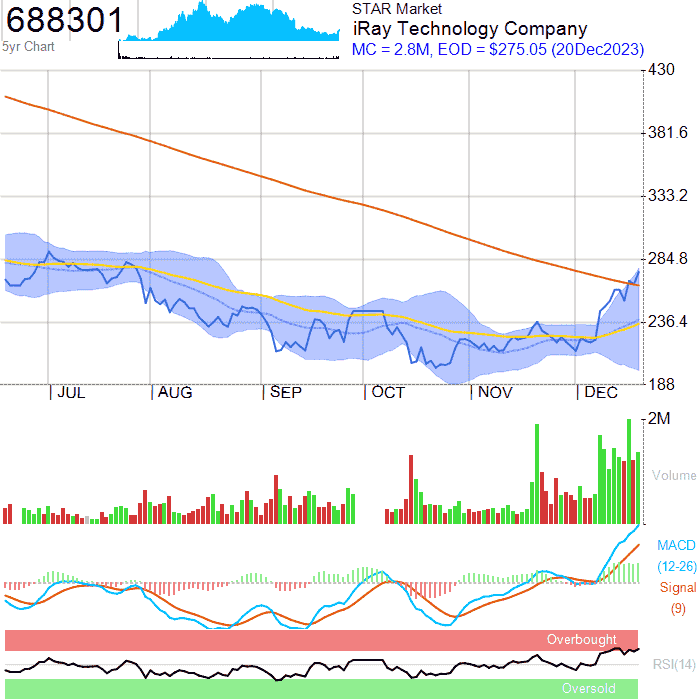 688301
5yr Chart
STAR Market
iRay Technology Company
MC = 2.8M, EOD = $275.05 (20Dec2023)
430
381.6
333.2
284.8
236.4
188
JUL AUG SEP OCT NOV DEC
2M
Volume
MACD
(12-26)
Signal
(9)
Overbought
RSI(14)
Oversold